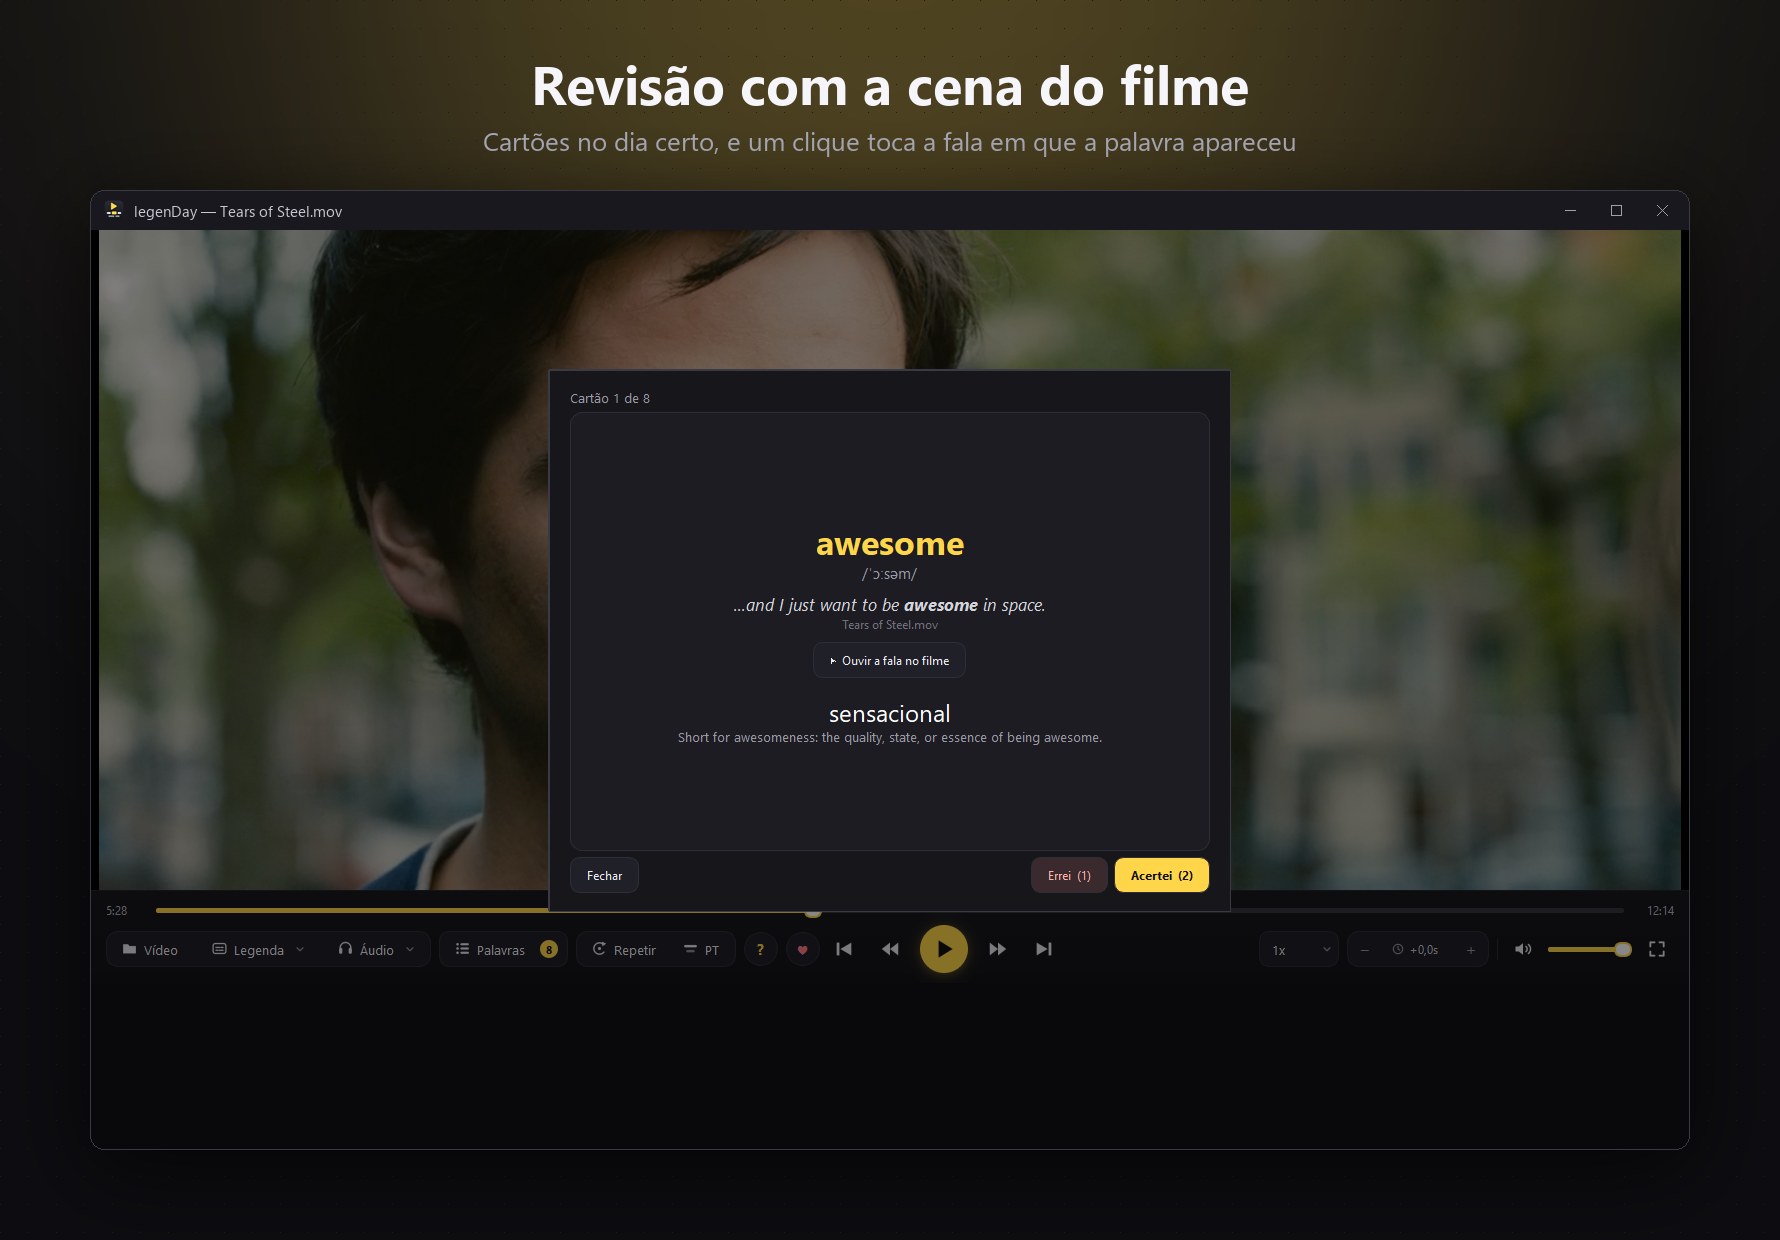 Revisão com a cena do filme
Cartões no dia certo, e um clique toca a fala em que a palavra apareceu
legenDay — Tears of Steel.mov
Cartão 1 de 8
awesome
/ˈɔːsəm/
...and I just want to be awesome in space.
Tears of Steel.mov
Ouvir a fala no filme
sensacional
Short for awesomeness: the quality, state, or essence of being awesome.
Fechar
Errei (1)
Acertei (2)
5:28
12:14
Vídeo
Legenda
Áudio
Palavras
8
Repetir
PT
?
1x
− +0,0s +